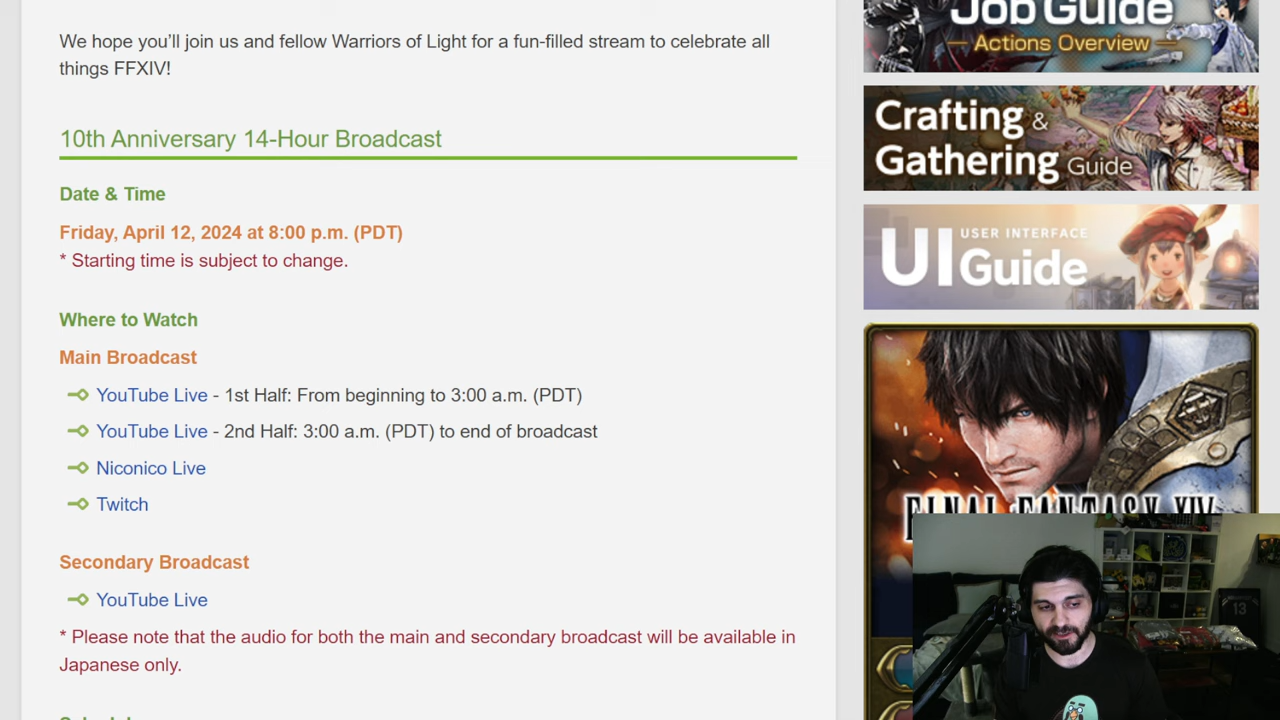 We hope you'll join us and fellow Warriors of Light for a fun-filled stream to celebrate all
things FFXIV!
10th Anniversary 14-Hour Broadcast
Date & Time
Friday, April 12, 2024 at 8:00 p.m. (PDT)
* Starting time is subject to change.
Where to Watch
Main Broadcast
YouTube Live - 1st Half: From beginning to 3:00 a.m. (PDT)
YouTube Live - 2nd Half: 3:00 a.m. (PDT) to end of broadcast
Niconico Live
Twitch
Secondary Broadcast
YouTube Live
* Please note that the audio for both the main and secondary broadcast will be available in
Japanese only.
Job Guide
Actions Overview
Crafting &
Gathering Guide
USER INTERFACE
UI Guide
FINAL FANTASY XIV
13